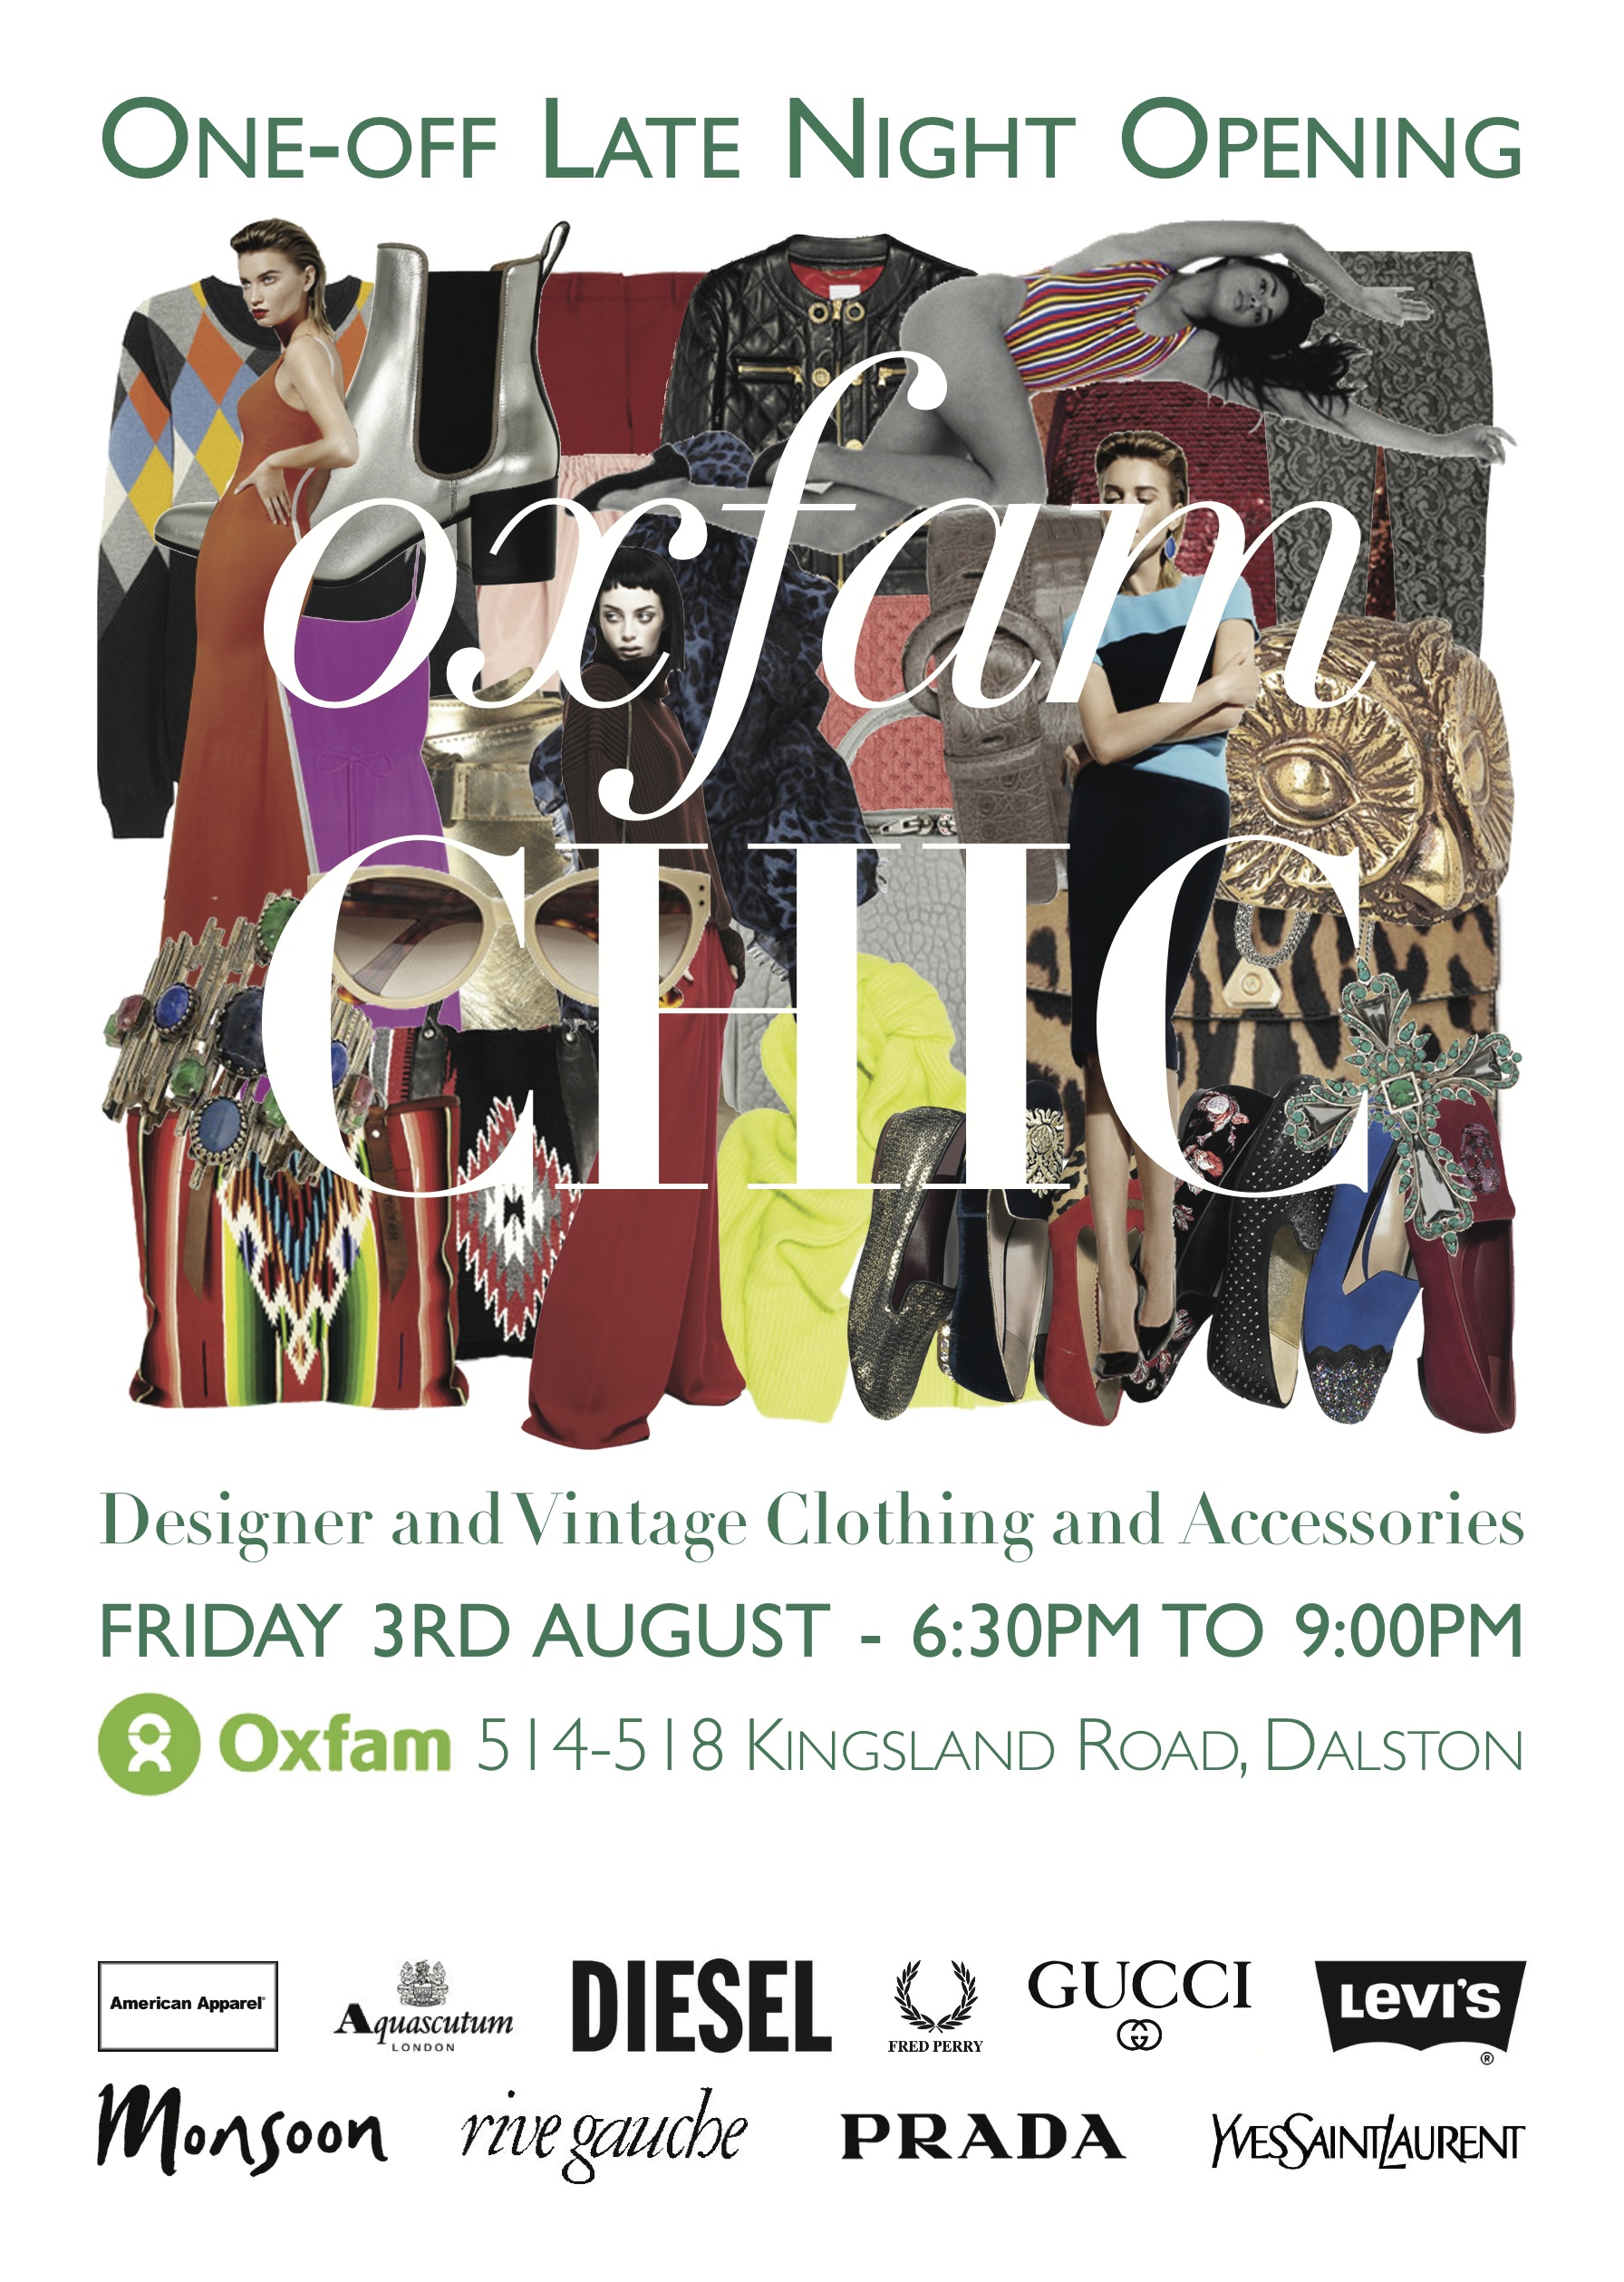 One-off Late Night Opening
oxfam
CHIC
Designer and Vintage Clothing and Accessories
FRIDAY 3RD AUGUST - 6:30PM TO 9:00PM
Oxfam 514-518 Kingsland Road, Dalston
American Apparel®
Aquascutum
LONDON
DIESEL
FRED PERRY
GUCCI
LEVI'S
®
Monsoon
rive gauche
PRADA
YVESSAINTLAURENT